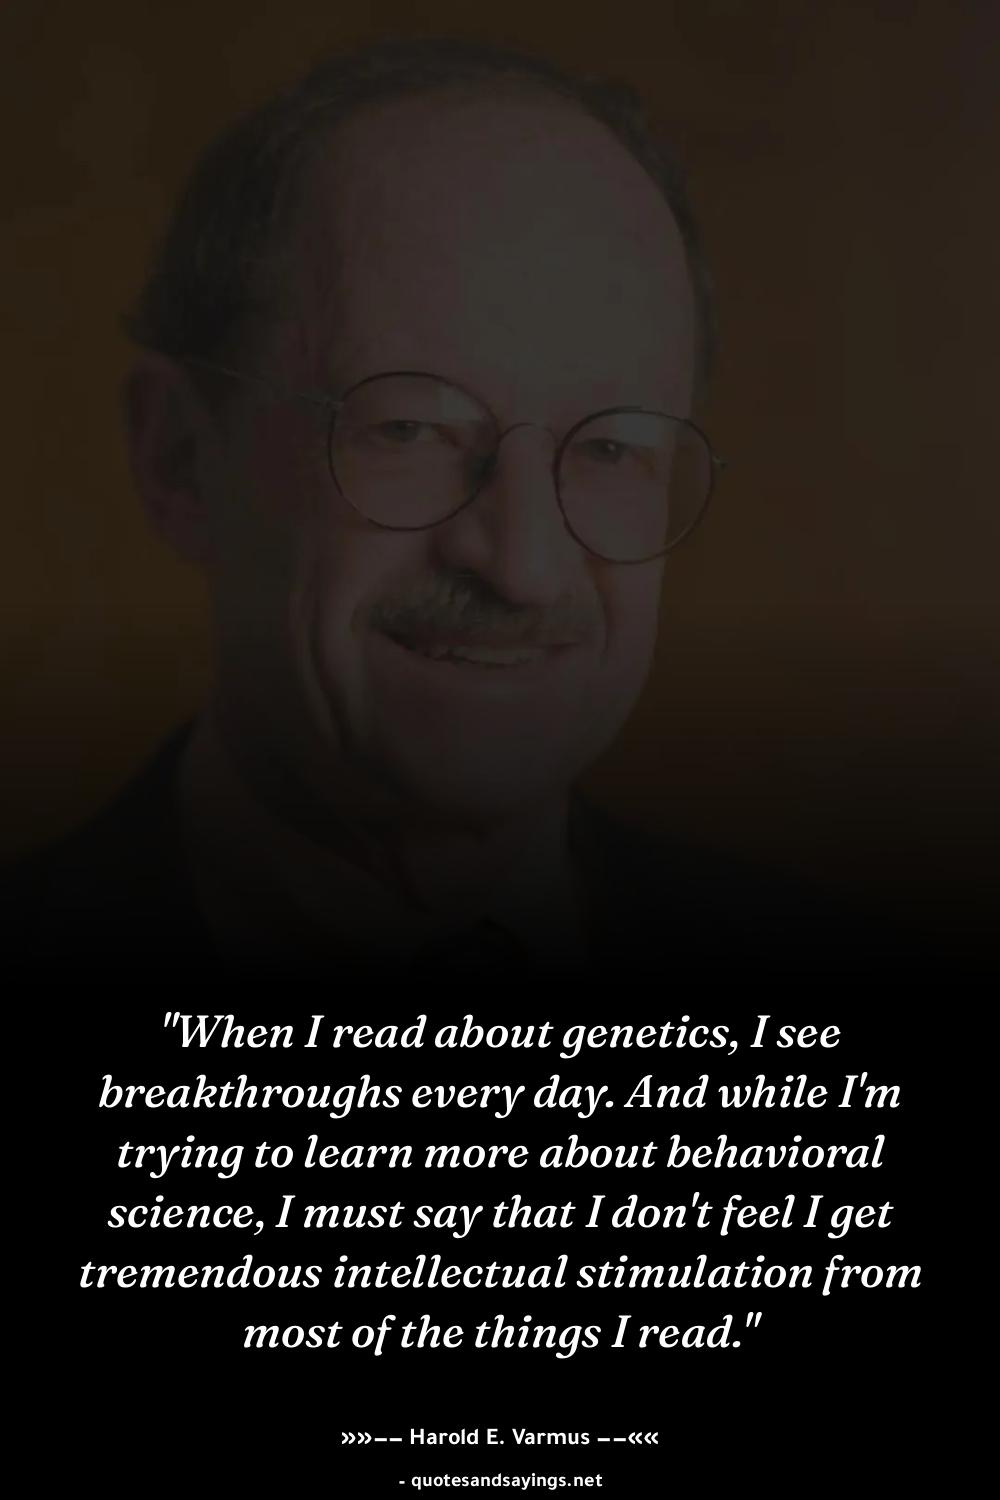 "When I read about genetics, I see
breakthroughs every day. And while I'm
trying to learn more about behavioral
science, I must say that I don't feel I get
tremendous intellectual stimulation from
most of the things I read."
»»−− Harold E. Varmus −−««
- quotesandsayings.net